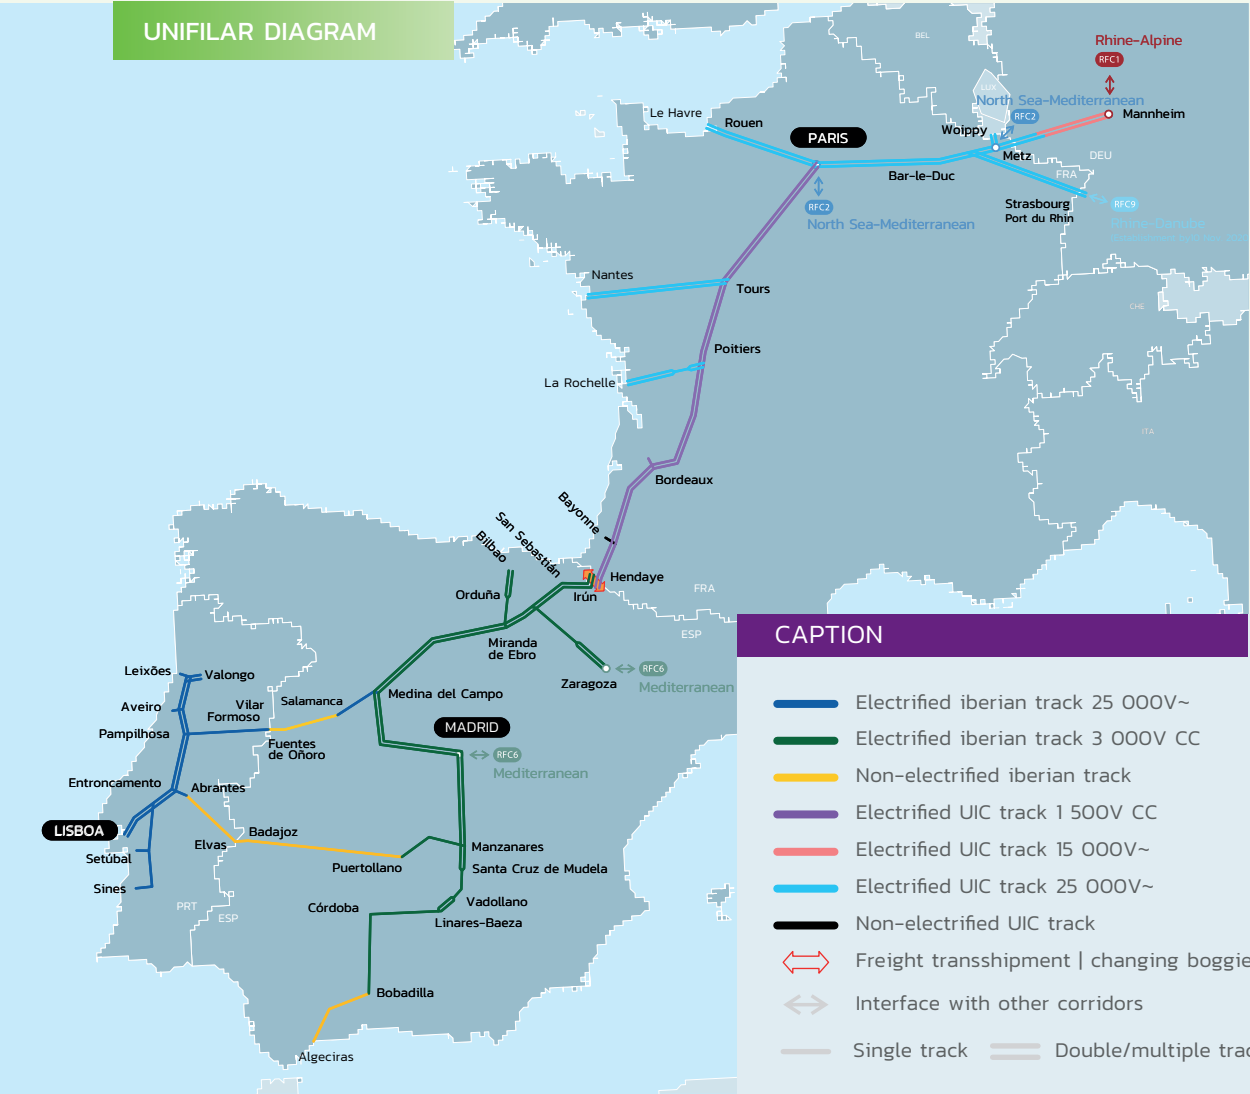 UNIFILAR DIAGRAM
BEL
Rhine-Alpine
RFC1
LUX
North Sea-Mediterranean
RFC2
Mannheim
Le Havre
Rouen
PARIS
Woippy
Metz
DEU
Bar-le-Duc
FRA
Strasbourg
Port du Rhin
RFC9
Rhine-Danube
RFC2
North Sea-Mediterranean
Nantes
Tours
CHE
Poitiers
La Rochelle
ITA
Bordeaux
Bayonne
San Sebastián
Bilbao
Hendaye
Irún
FRA
ESP
Orduña
Miranda
de Ebro
Zaragoza
RFC6
Mediterranean
Leixões
Valongo
Aveiro
Vilar
Formoso
Salamanca
Medina del Campo
Pampilhosa
Fuentes
de Oñoro
MADRID
RFC6
Mediterranean
Entroncamento
Abrantes
LISBOA
Badajoz
Elvas
Setúbal
Puertollano
Manzanares
Santa Cruz de Mudela
Sines
PRT
ESP
Córdoba
Vadollano
Linares-Baeza
Bobadilla
Algeciras
CAPTION
Electrified iberian track 25 000V~
Electrified iberian track 3 000V CC
Non-electrified iberian track
Electrified UIC track 1 500V CC
Electrified UIC track 15 000V~
Electrified UIC track 25 000V~
Non-electrified UIC track
Freight transshipment | changing boggie
Interface with other corridors
Single track
Double/multiple trac